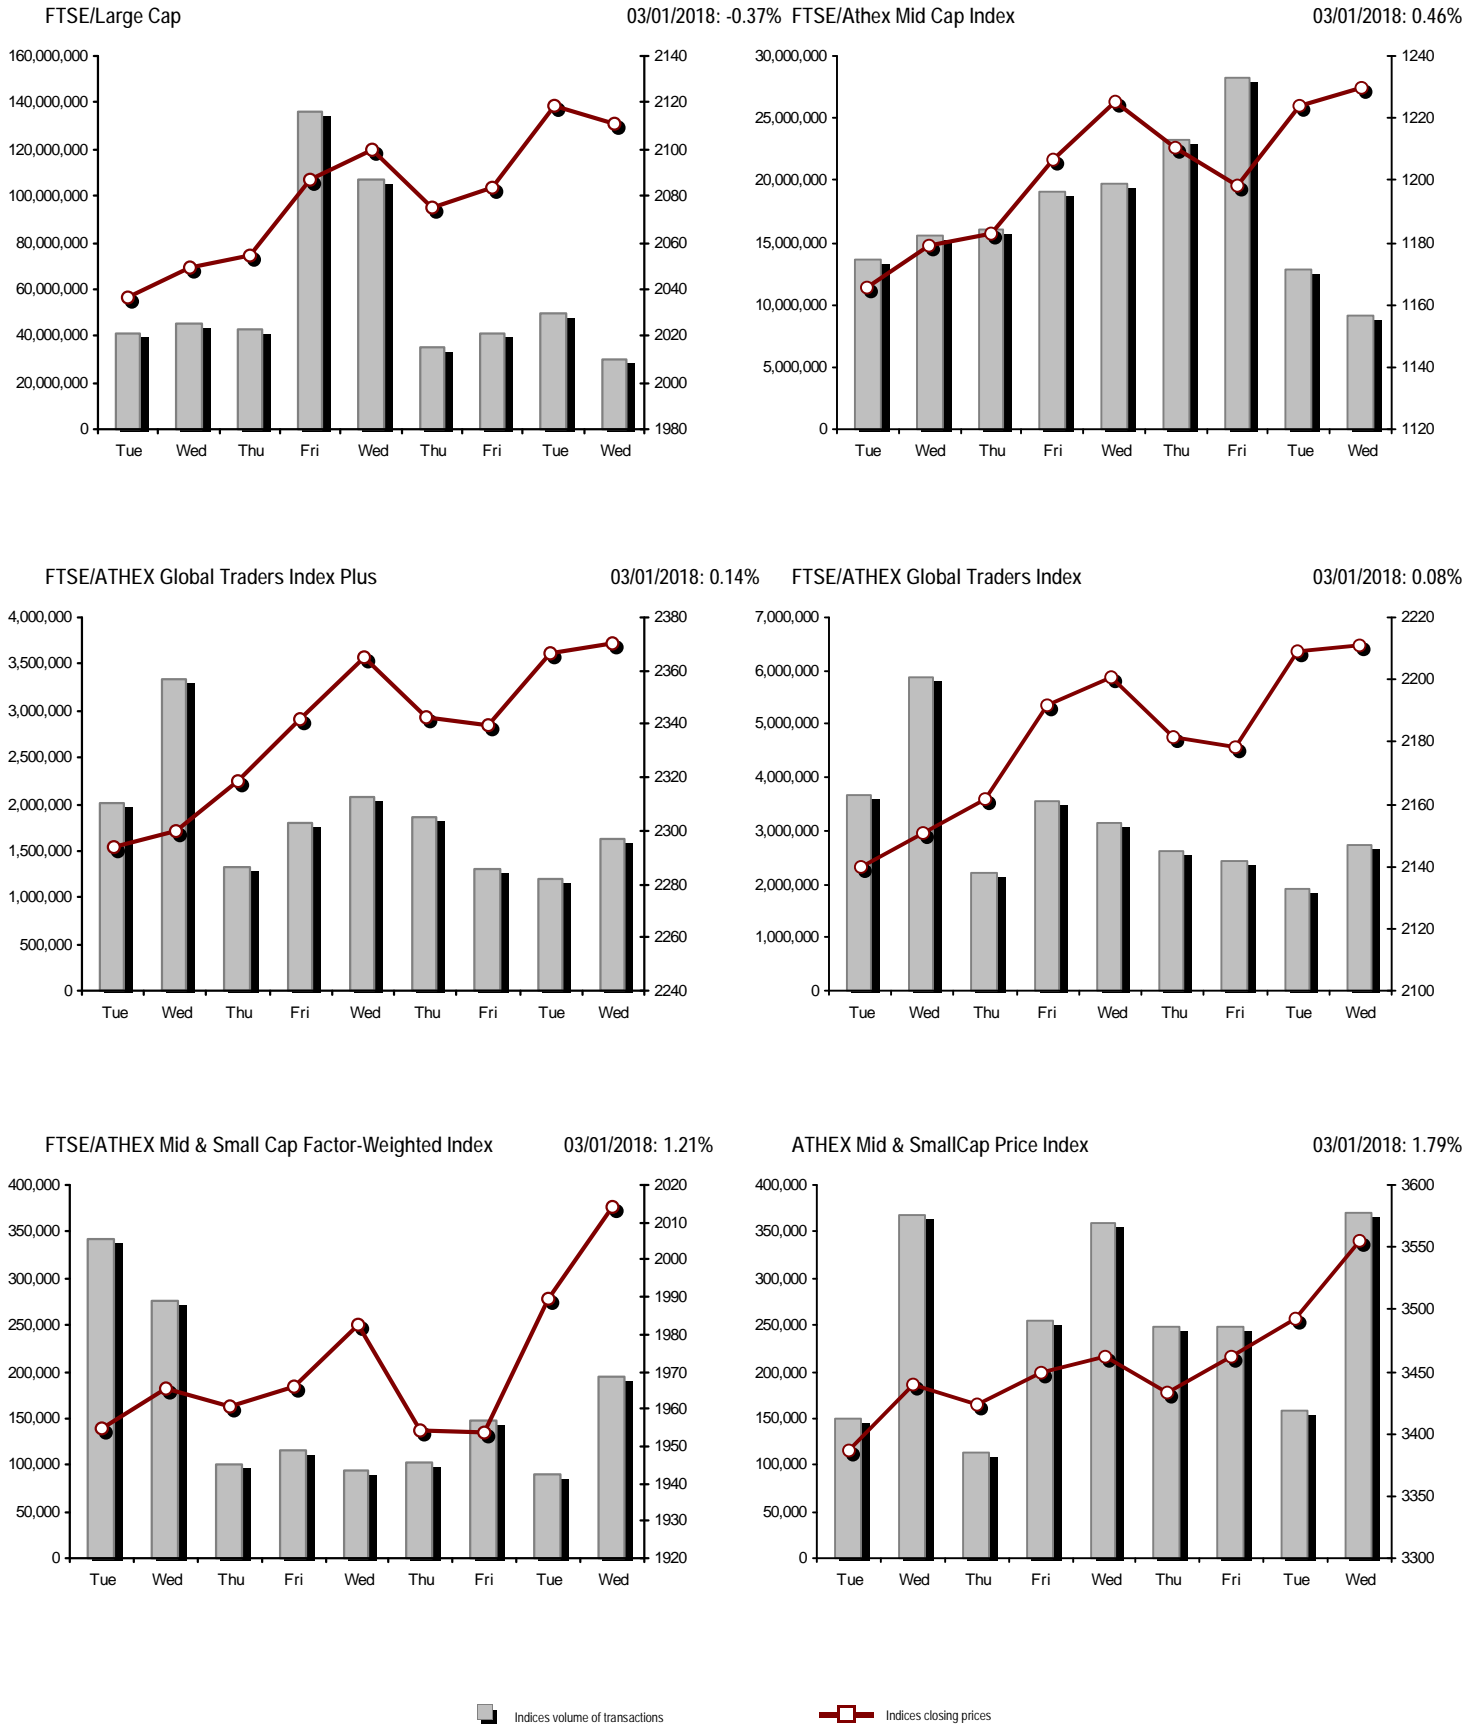 FTSE/Large Cap 03/01/2018: -0.37% FTSE/Athex Mid Cap Index 03/01/2018: 0.46%
160,000,000 2140 30,000,000 1240
140,000,000 2120 25,000,000 1220
120,000,000 2100 20,000,000 1200
100,000,000 2080 15,000,000 1180
80,000,000 2060 10,000,000 1160
60,000,000 2040 5,000,000 1140
40,000,000 2020 0 1120
20,000,000 2000
0 1980
Tue Wed Thu Fri Wed Thu Fri Tue Wed Tue Wed Thu Fri Wed Thu Fri Tue Wed
FTSE/ATHEX Global Traders Index Plus 03/01/2018: 0.14% FTSE/ATHEX Global Traders Index 03/01/2018: 0.08%
4,000,000 2380 7,000,000 2220
3,500,000 2360 6,000,000 2200
3,000,000 2340 5,000,000 2180
2,500,000 2320 4,000,000 2160
2,000,000 2300 3,000,000 2140
1,500,000 2280 2,000,000 2120
1,000,000 2260 1,000,000 2100
500,000 2240 0
0
Tue Wed Thu Fri Wed Thu Fri Tue Wed Tue Wed Thu Fri Wed Thu Fri Tue Wed
FTSE/ATHEX Mid & Small Cap Factor-Weighted Index 03/01/2018: 1.21% ATHEX Mid & SmallCap Price Index 03/01/2018: 1.79%
400,000 2020 400,000 3600
350,000 2010 350,000 3550
300,000 2000 300,000 3500
250,000 1990 250,000 3450
200,000 1980 200,000 3400
150,000 1970 150,000 3350
100,000 1960 100,000 3300
50,000 1950 50,000
0 1940 0
1930
1920
Tue Wed Thu Fri Wed Thu Fri Tue Wed Tue Wed Thu Fri Wed Thu Fri Tue Wed
Indices volume of transactions Indices closing prices